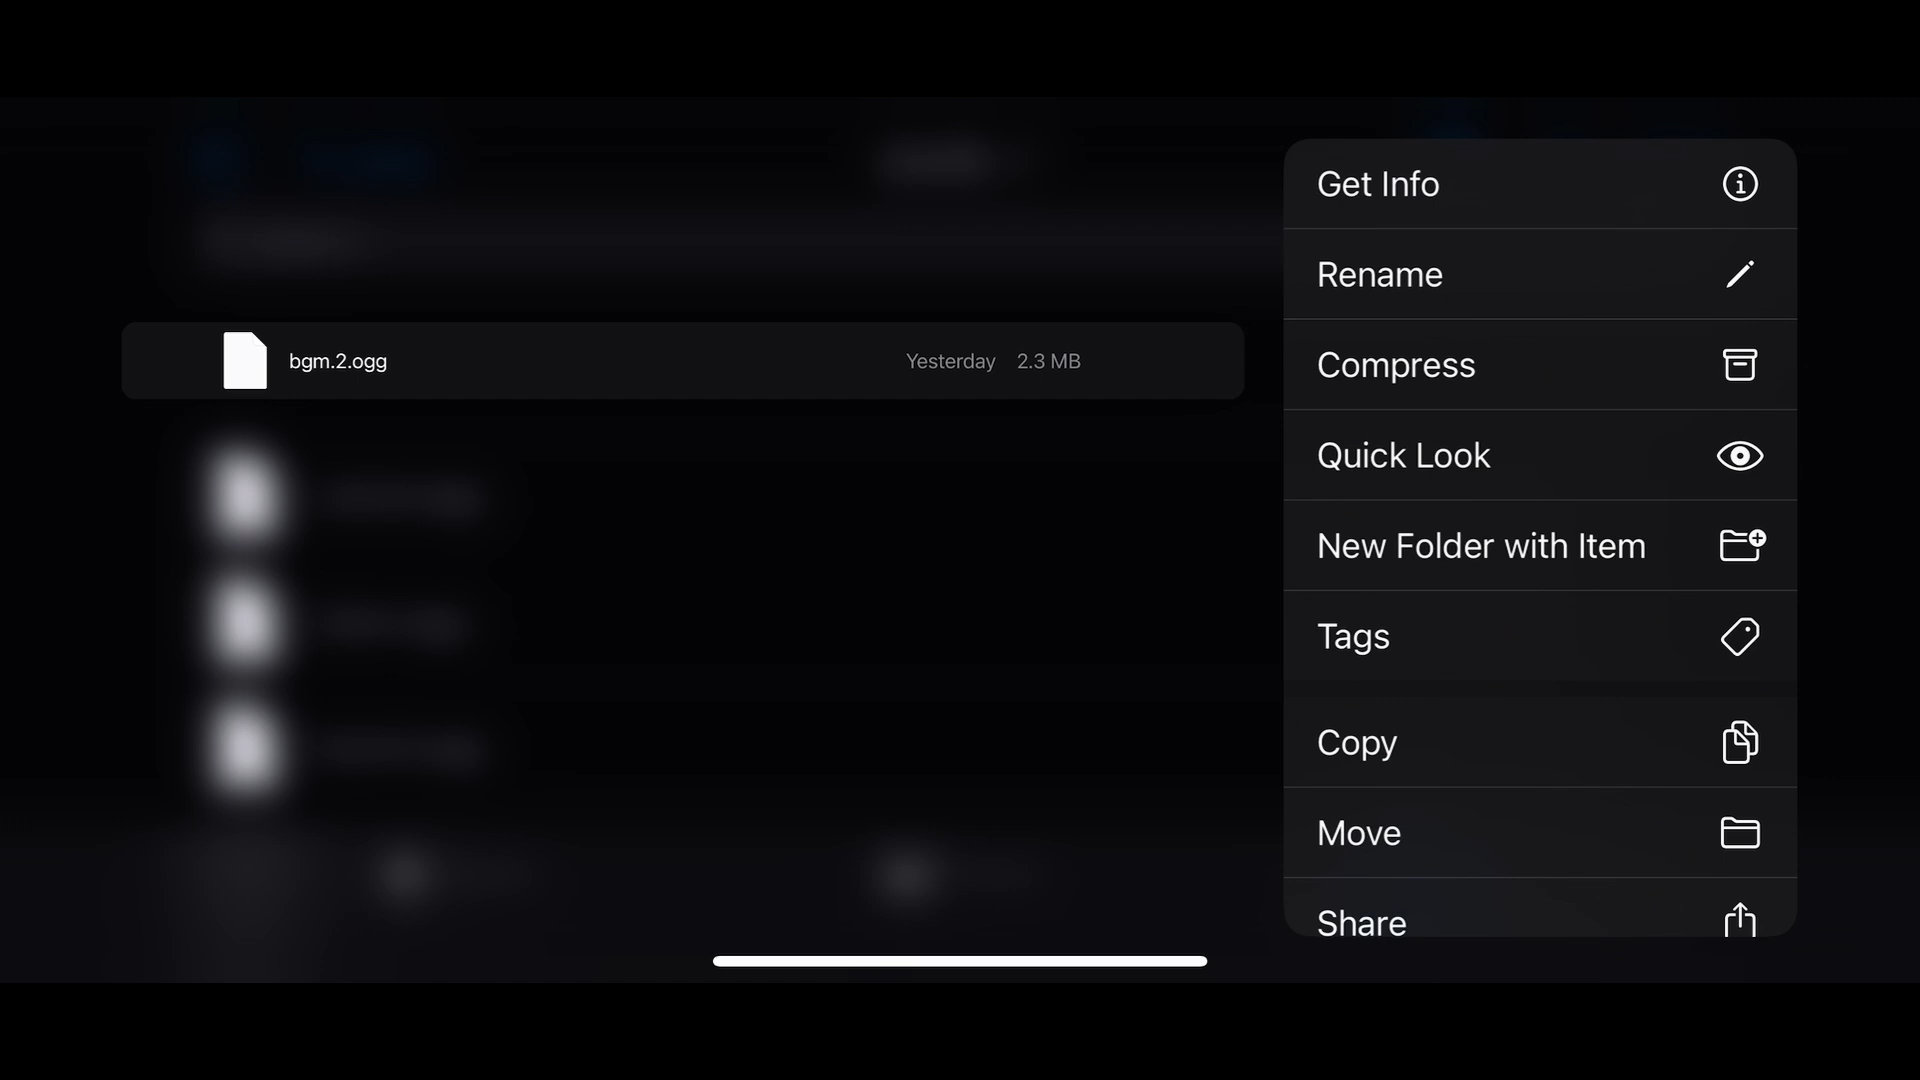 Get Info
Rename
bgm.2.ogg Yesterday 2.3 MB
Compress
Quick Look
New Folder with Item
Tags
Copy
Move
Share